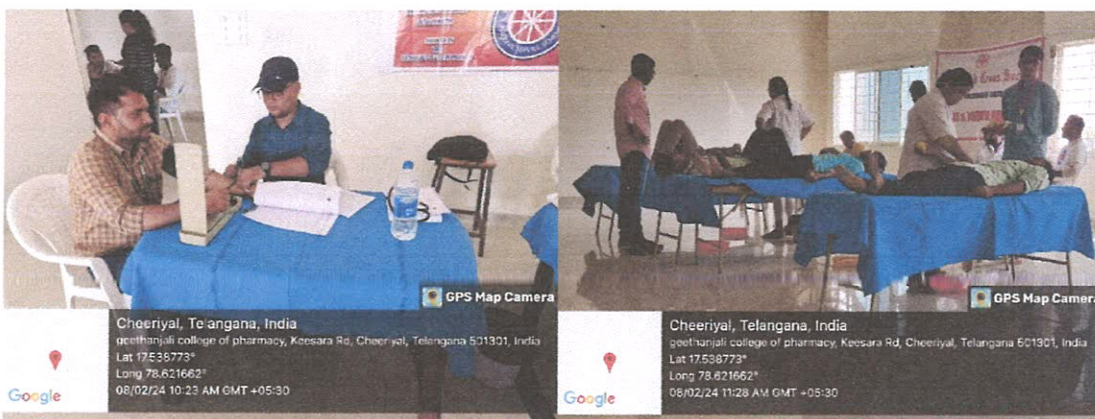 GPS Map Camera
Cheeriyal, Telangana, India
geethanjali college of pharmacy, Keesara Rd, Cheeriyal, Telangana 501301, India
Lat 17.538773°
Long 78.621662°
08/02/24 10:23 AM GMT +05:30
Google
GPS Map Camera
Cheeriyal, Telangana, India
geethanjali college of pharmacy, Keesara Rd, Cheeriyal, Telangana 501301, India
Lat 17.538773°
Long 78.621662°
08/02/24 11:28 AM GMT +05:30
Google